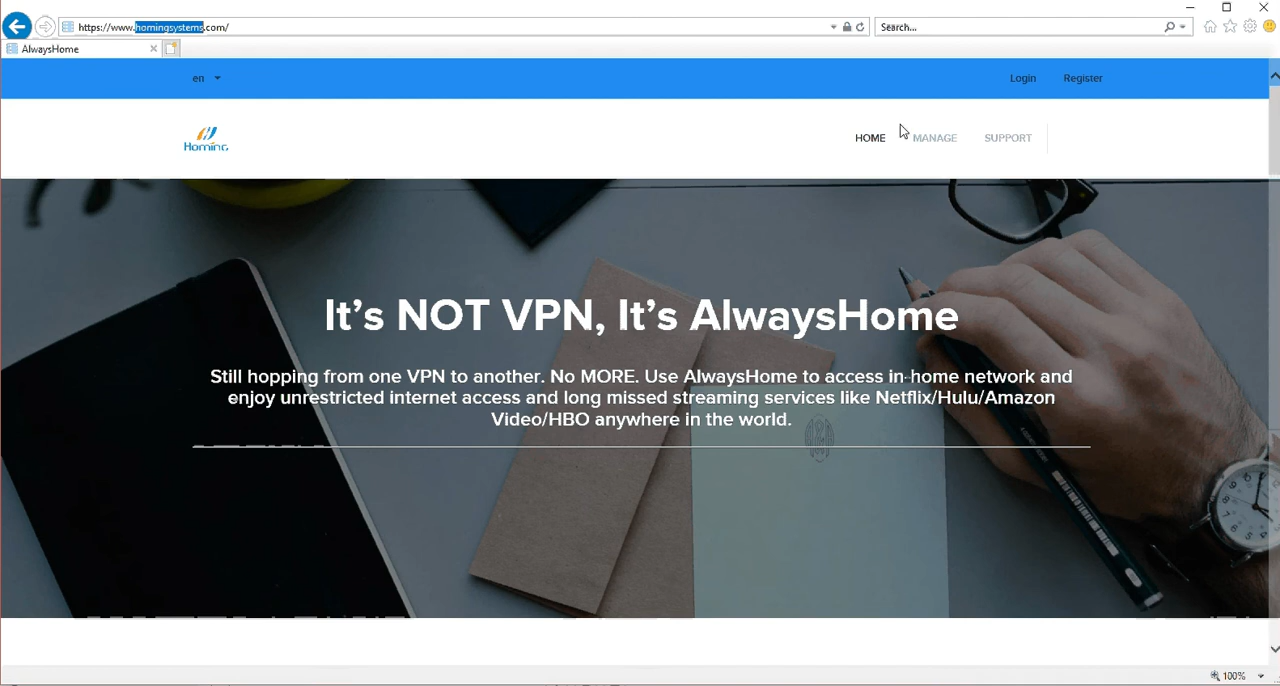 https://www.homingsystems.com/
Search...
AlwaysHome
en
Login
Register
Homing
HOME
MANAGE
SUPPORT
It's NOT VPN, It's AlwaysHome
Still hopping from one VPN to another. No MORE. Use AlwaysHome to access in-home network and
enjoy unrestricted internet access and long missed streaming services like Netflix/Hulu/Amazon
Video/HBO anywhere in the world.
100%